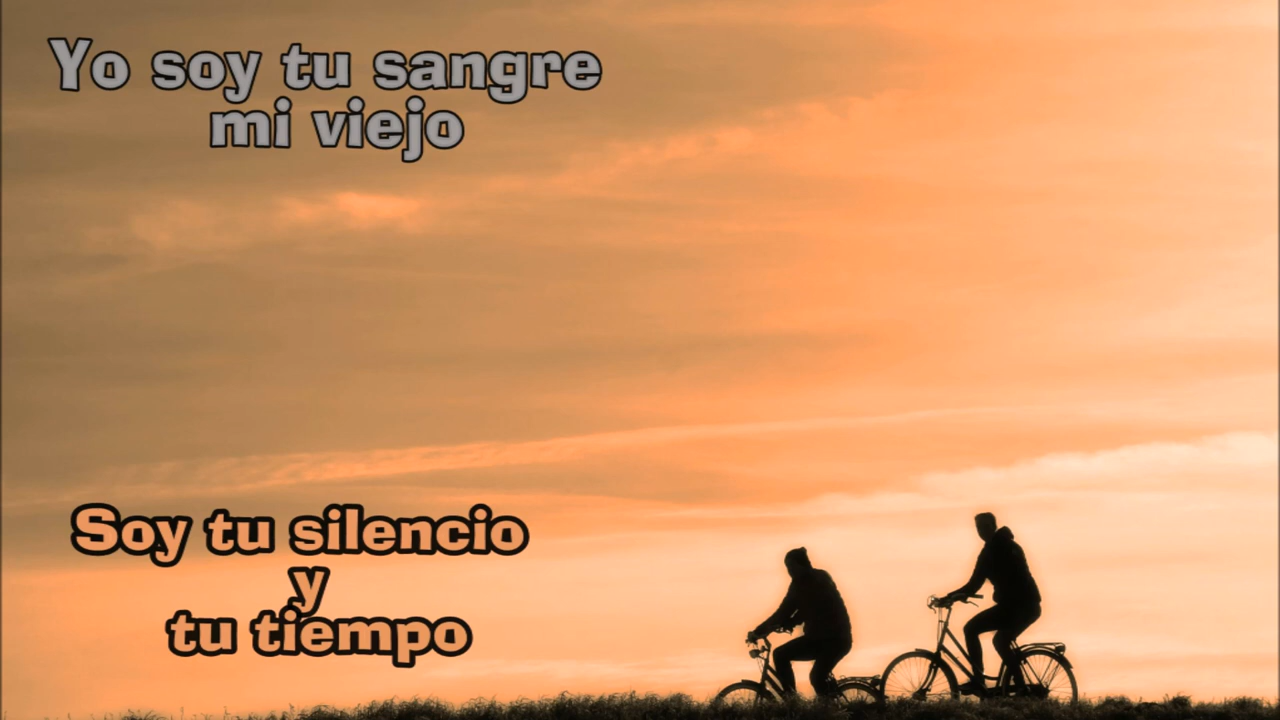 Yo soy tu sangre
mi viejo
Soy tu silencio
y
tu tiempo